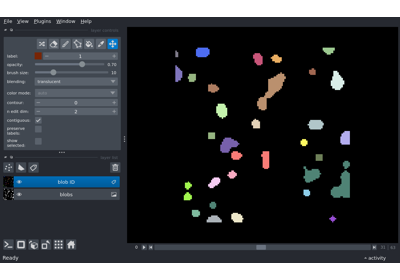 File View Plugins Window Help
label: 1
opacity: 0.70
brush size: 10
blending: translucent
color mode:
contour: 0
n edit dim: 2
contiguous:
preserve labels:
show selected:
blob ID
blobs
Ready
activity